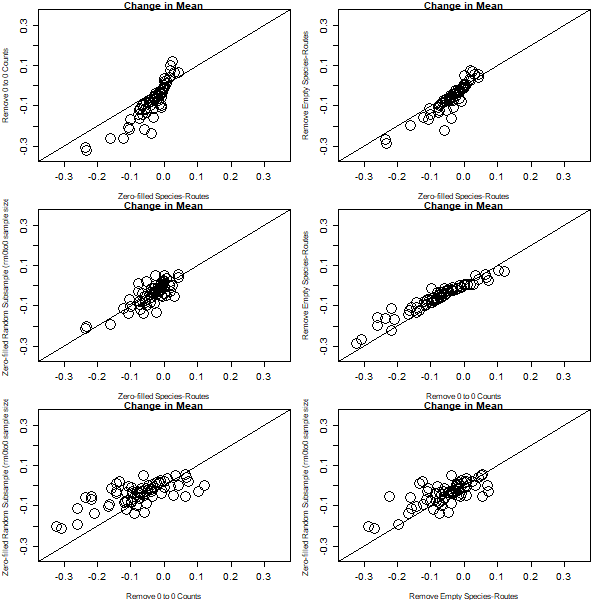 Change in Mean
Remove 0 to 0 Counts
0.3
0.1
-0.1
-0.3
-0.3 -0.2 -0.1 0.0 0.1 0.2 0.3
Zero-filled Species-Routes
Change in Mean
Remove Empty Species-Routes
0.3
0.1
-0.1
-0.3
-0.3 -0.2 -0.1 0.0 0.1 0.2 0.3
Zero-filled Species-Routes
Change in Mean
Zero-filled Random Subsample (rm0to0 sample size
0.3
0.1
-0.1
-0.3
-0.3 -0.2 -0.1 0.0 0.1 0.2 0.3
Zero-filled Species-Routes
Change in Mean
Remove Empty Species-Routes
0.3
0.1
-0.1
-0.3
-0.3 -0.2 -0.1 0.0 0.1 0.2 0.3
Remove 0 to 0 Counts
Change in Mean
Zero-filled Random Subsample (rm0to0 sample size
0.3
0.1
-0.1
-0.3
-0.3 -0.2 -0.1 0.0 0.1 0.2 0.3
Remove 0 to 0 Counts
Change in Mean
Zero-filled Random Subsample (rm0to0 sample size
0.3
0.1
-0.1
-0.3
-0.3 -0.2 -0.1 0.0 0.1 0.2 0.3
Remove Empty Species-Routes